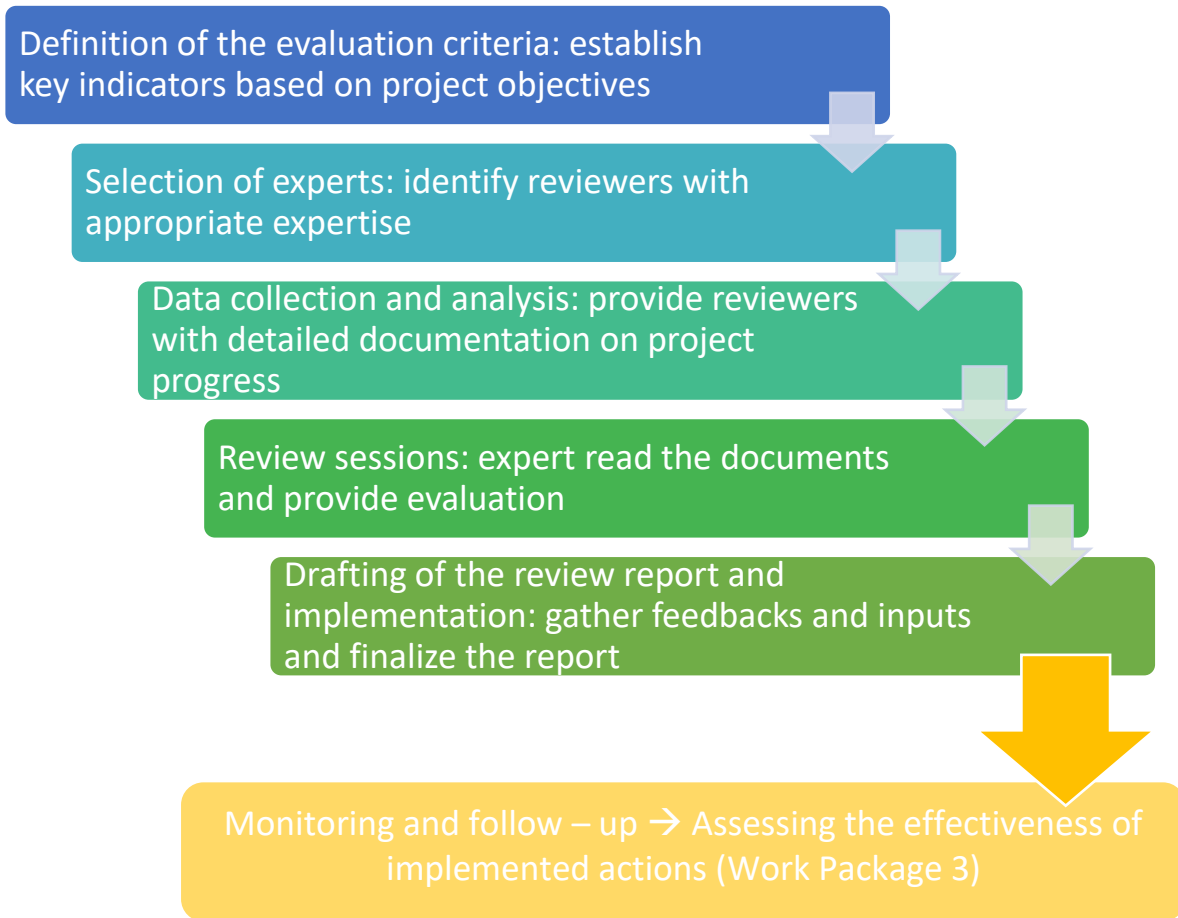 Definition of the evaluation criteria: establish
key indicators based on project objectives
Selection of experts: identify reviewers with
appropriate expertise
Data collection and analysis: provide reviewers
with detailed documentation on project
progress
Review sessions: expert read the documents
and provide evaluation
Drafting of the review report and
implementation: gather feedbacks and inputs
and finalize the report
Monitoring and follow – up → Assessing the effectiveness of
implemented actions (Work Package 3)